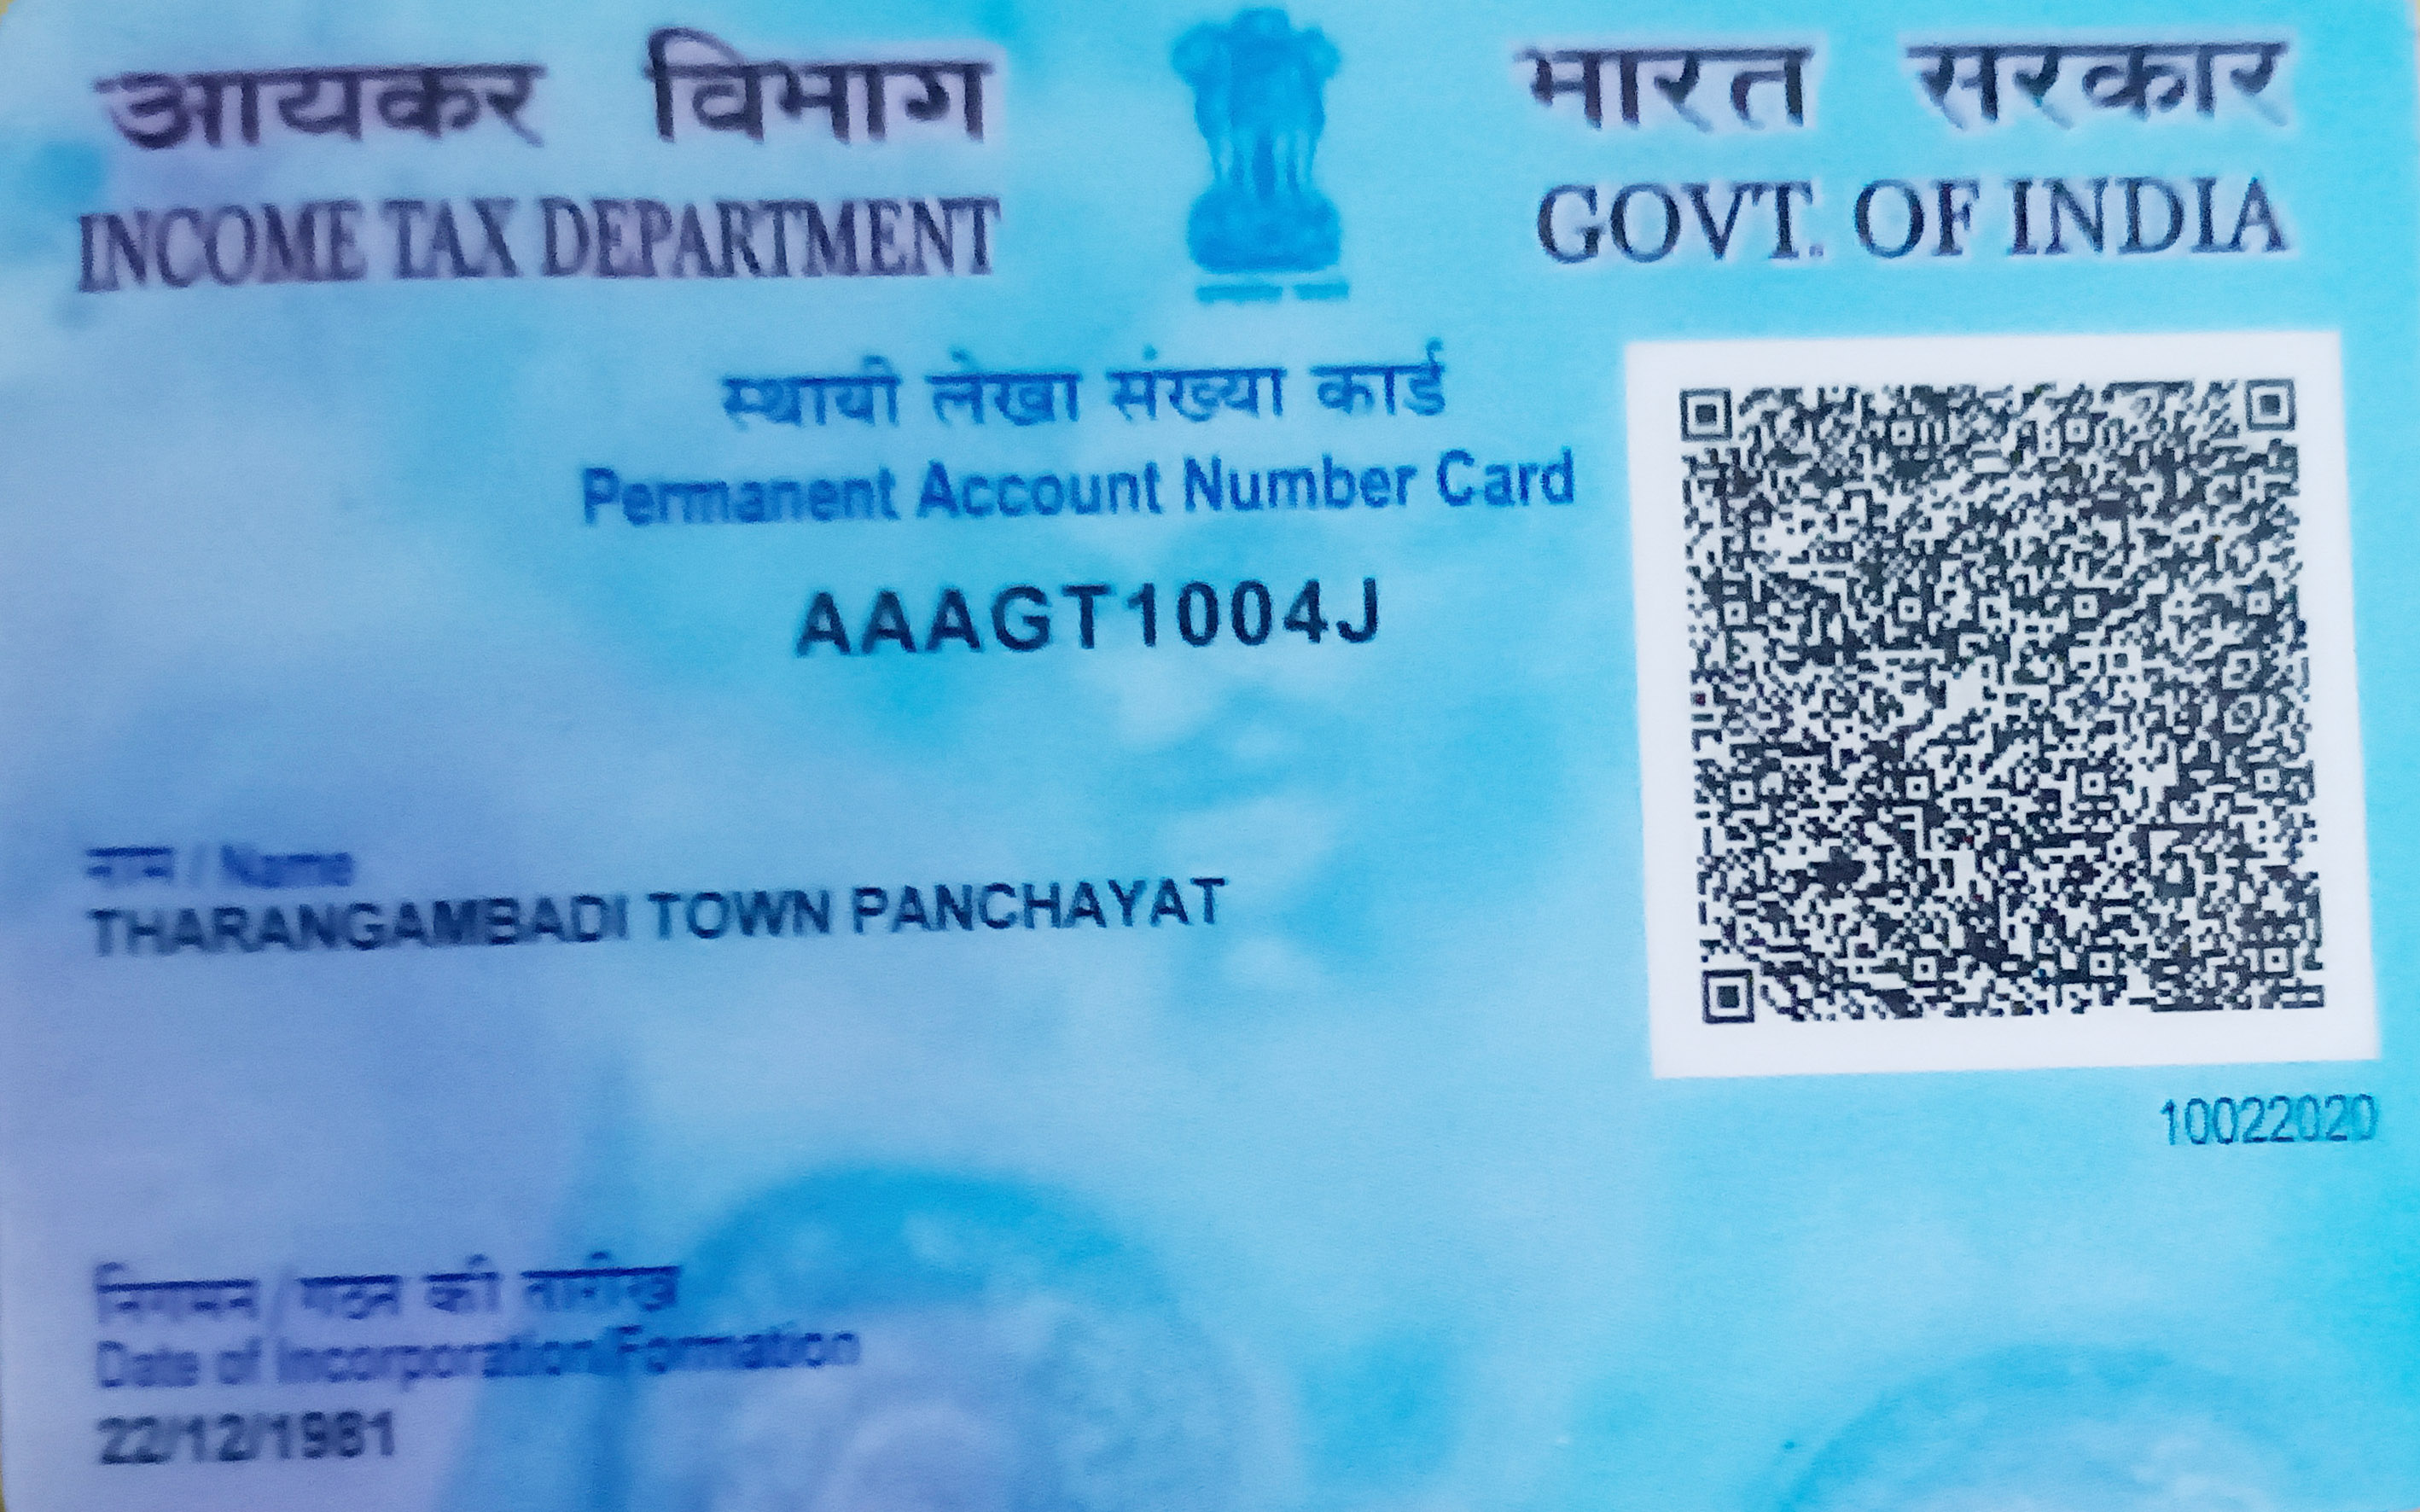 आयकर विभाग
INCOME TAX DEPARTMENT
भारत सरकार
GOVT. OF INDIA
स्थायी लेखा संख्या कार्ड
Permanent Account Number Card
AAAGT1004J
नाम / Name
THARANGAMBADI TOWN PANCHAYAT
10022020
निगमन/गठन की तारीख
Date of Incorporation/Formation
22/12/1981